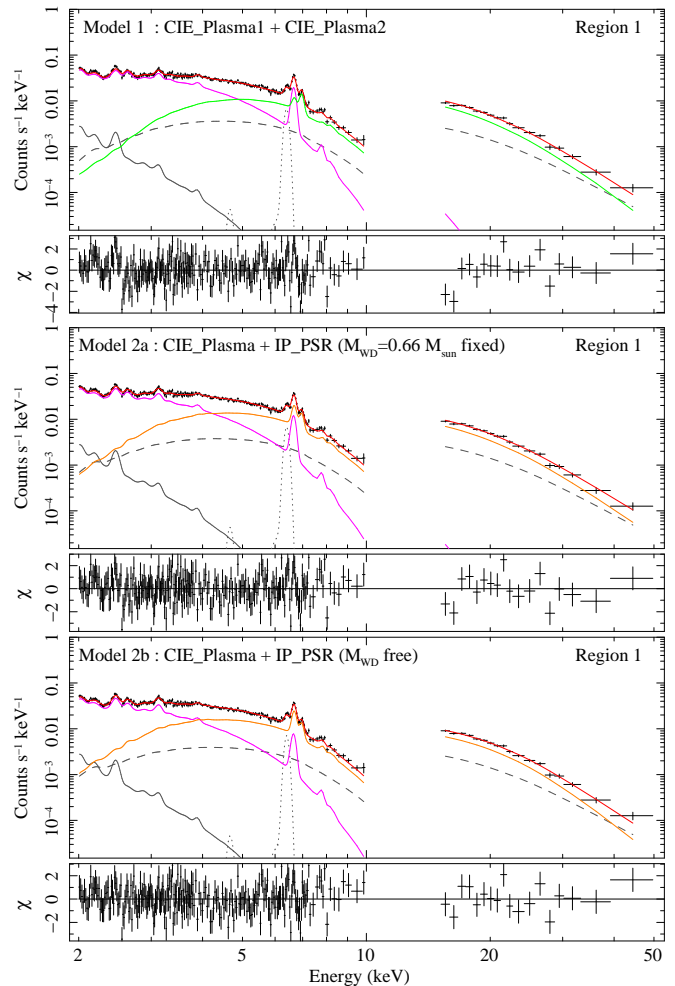 Model 1 : CIE_Plasma1 + CIE_Plasma2 Region 1
Counts s⁻¹ keV⁻¹
1
0.1
0.01
10⁻³
10⁻⁴
χ
2
0
−2
−4
Model 2a : CIE_Plasma + IP_PSR (M_WD=0.66 M_sun fixed) Region 1
Counts s⁻¹ keV⁻¹
1
0.1
0.01
10⁻³
10⁻⁴
χ
2
0
−2
Model 2b : CIE_Plasma + IP_PSR (M_WD free) Region 1
Counts s⁻¹ keV⁻¹
1
0.1
0.01
10⁻³
10⁻⁴
χ
2
0
−2
2 5 10 20 50
Energy (keV)